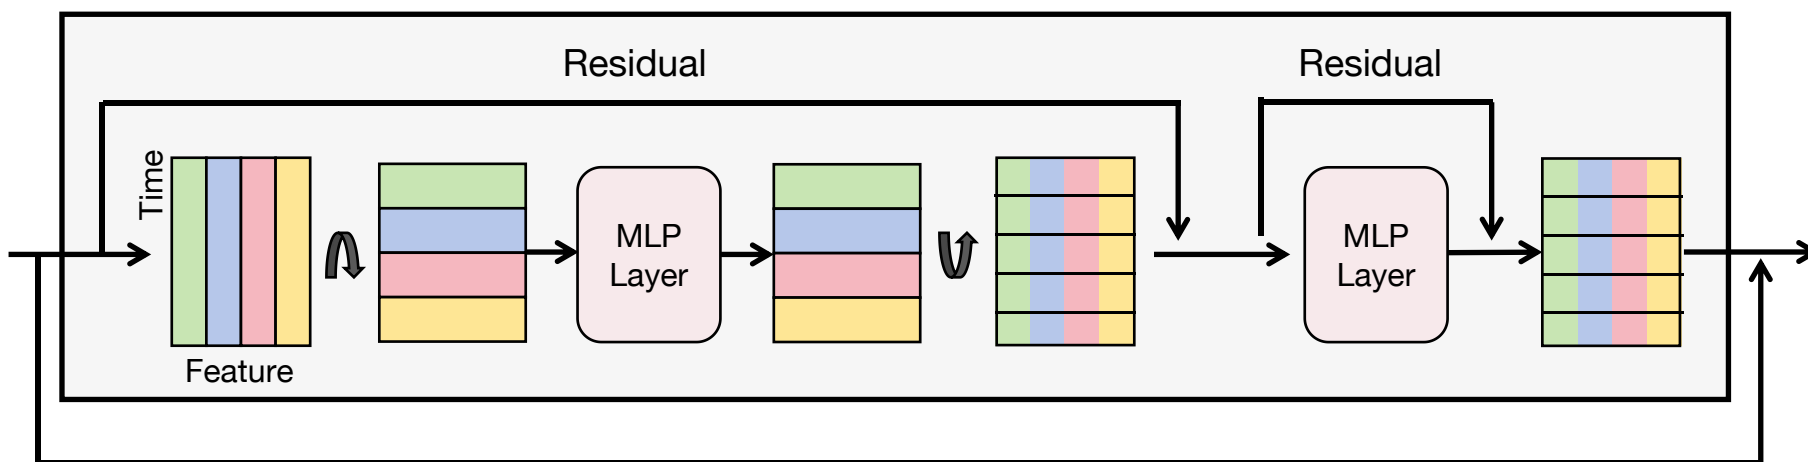 Residual
Residual
Time
MLP
Layer
MLP
Layer
Feature